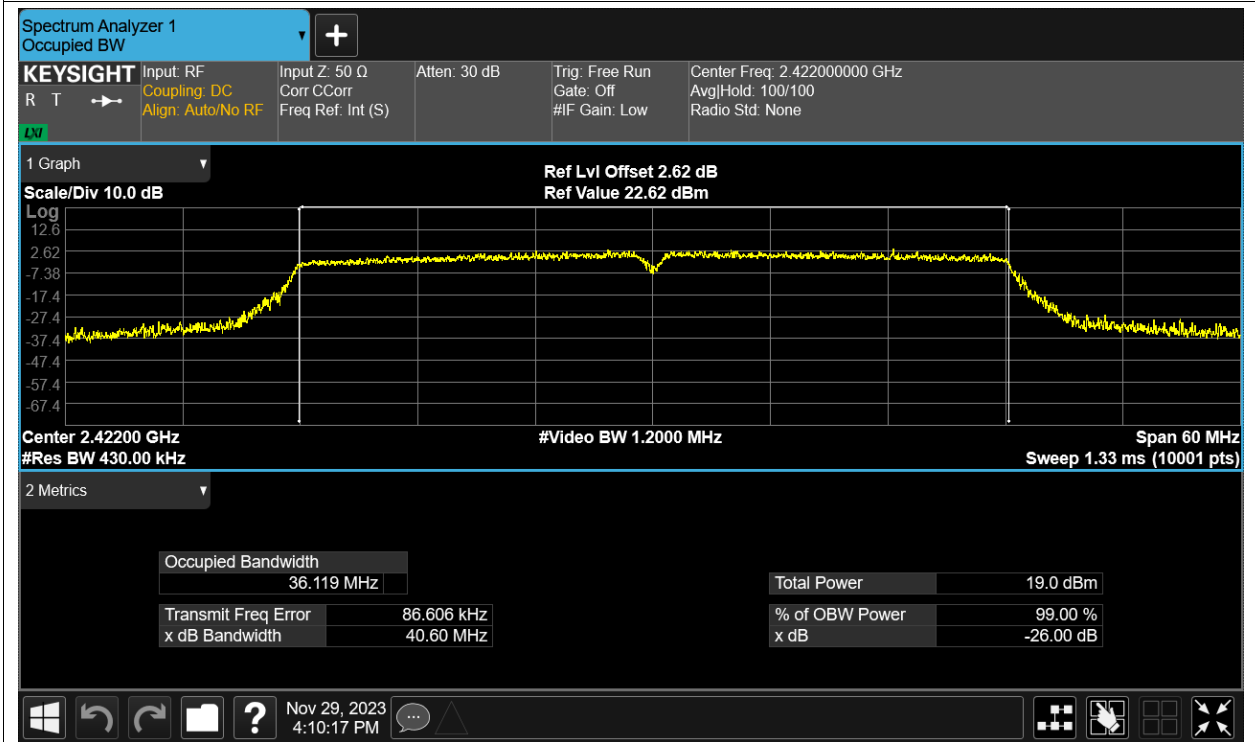 Spectrum Analyzer 1
Occupied BW
KEYSIGHT
R T
LXI
Input: RF
Coupling: DC
Align: Auto/No RF
Input Z: 50 Ω
Corr CCorr
Freq Ref: Int (S)
Atten: 30 dB
Trig: Free Run
Gate: Off
#IF Gain: Low
Center Freq: 2.422000000 GHz
Avg|Hold: 100/100
Radio Std: None
1 Graph
Scale/Div 10.0 dB
Ref Lvl Offset 2.62 dB
Ref Value 22.62 dBm
Log
12.6
2.62
-7.38
-17.4
-27.4
-37.4
-47.4
-57.4
-67.4
Center 2.42200 GHz
#Res BW 430.00 kHz
#Video BW 1.2000 MHz
Span 60 MHz
Sweep 1.33 ms (10001 pts)
2 Metrics
Occupied Bandwidth
36.119 MHz
Transmit Freq Error 86.606 kHz
x dB Bandwidth 40.60 MHz
Total Power 19.0 dBm
% of OBW Power 99.00 %
x dB -26.00 dB
?
Nov 29, 2023
4:10:17 PM